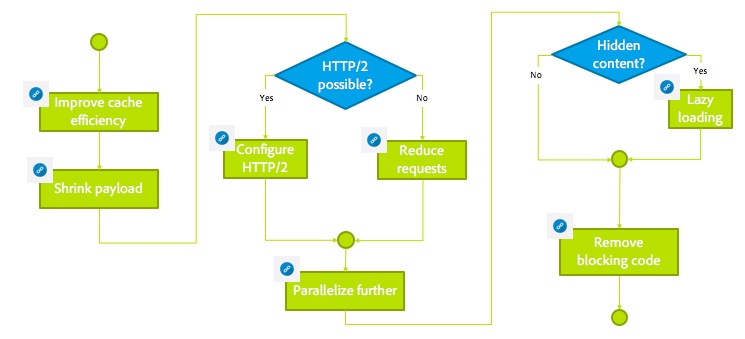 Improve cache
efficiency
Shrink payload
HTTP/2
possible?
Yes
No
Configure
HTTP/2
Reduce
requests
Parallelize further
Hidden
content?
No
Yes
Lazy
loading
Remove
blocking code